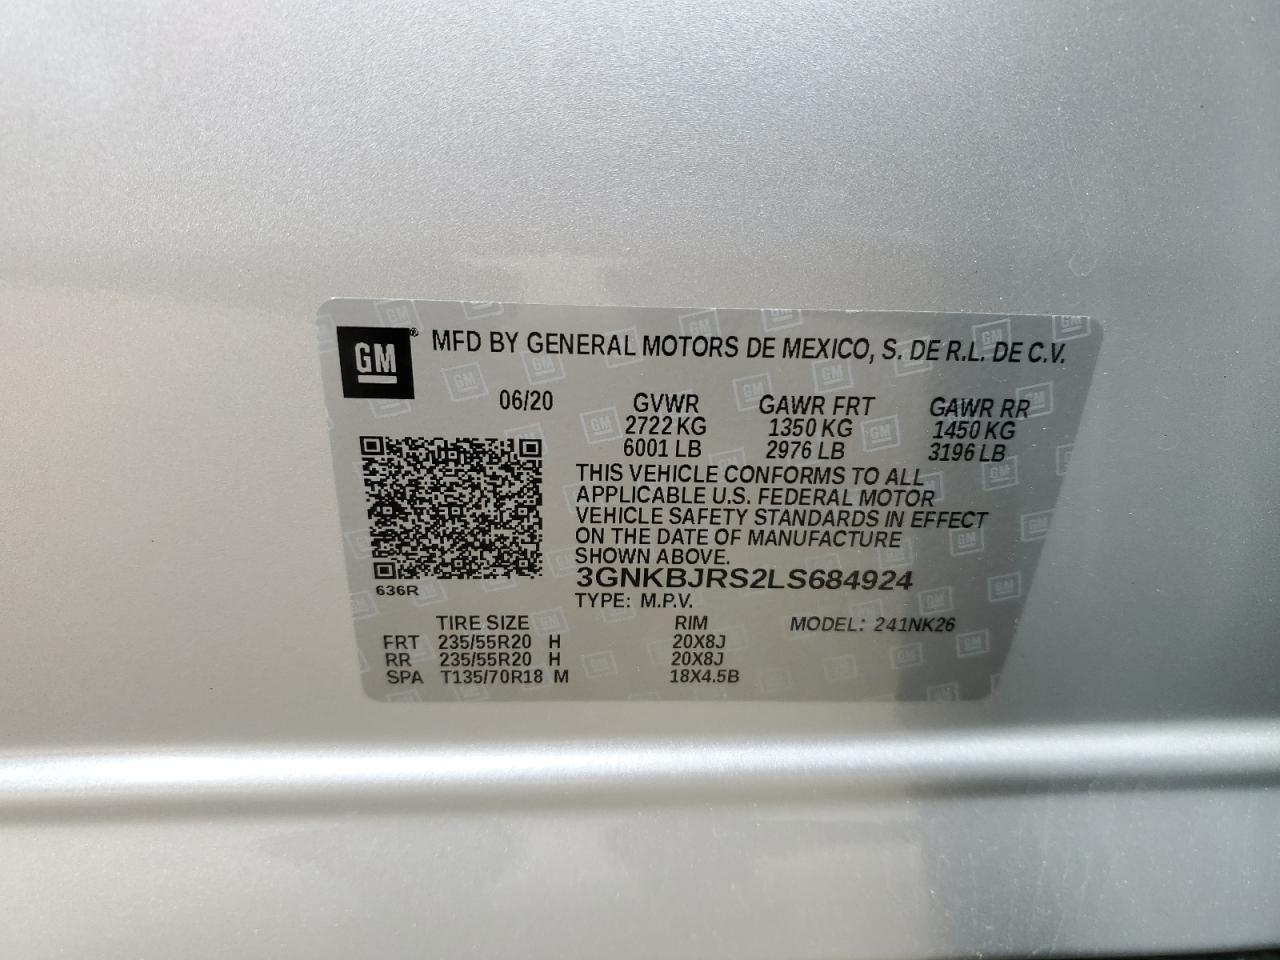 GM ® MFD BY GENERAL MOTORS DE MEXICO, S. DE R.L. DE C.V.
06/20 GVWR GAWR FRT GAWR RR
2722 KG 1350 KG 1450 KG
6001 LB 2976 LB 3196 LB
THIS VEHICLE CONFORMS TO ALL
APPLICABLE U.S. FEDERAL MOTOR
VEHICLE SAFETY STANDARDS IN EFFECT
ON THE DATE OF MANUFACTURE
SHOWN ABOVE.
3GNKBJRS2LS684924
636R
TYPE: M.P.V.
TIRE SIZE RIM MODEL: 241NK26
FRT 235/55R20 H 20X8J
RR 235/55R20 H 20X8J
SPA T135/70R18 M 18X4.5B